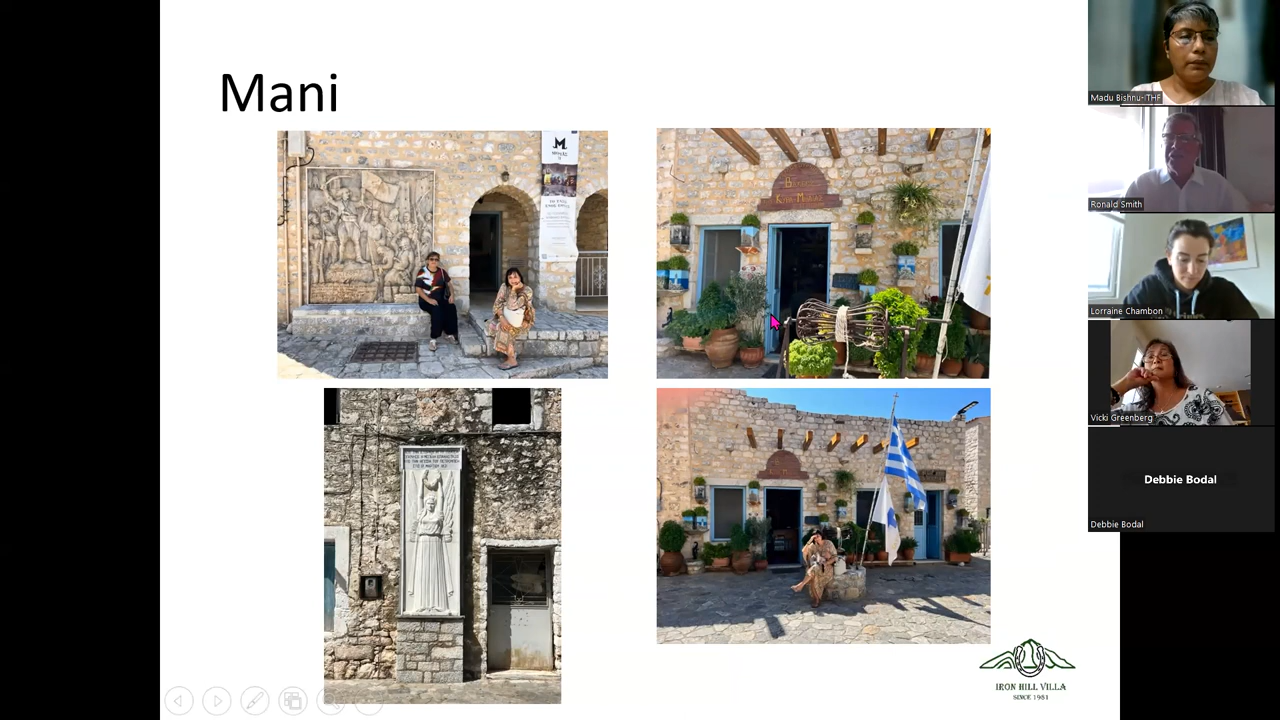 Mani
Madu Bishnu-ITHF
Ronald Smith
Lorraine Chambon
Vicki Greenberg
Debbie Bodal
Debbie Bodal
IRON HILL VILLA
SINCE 1981